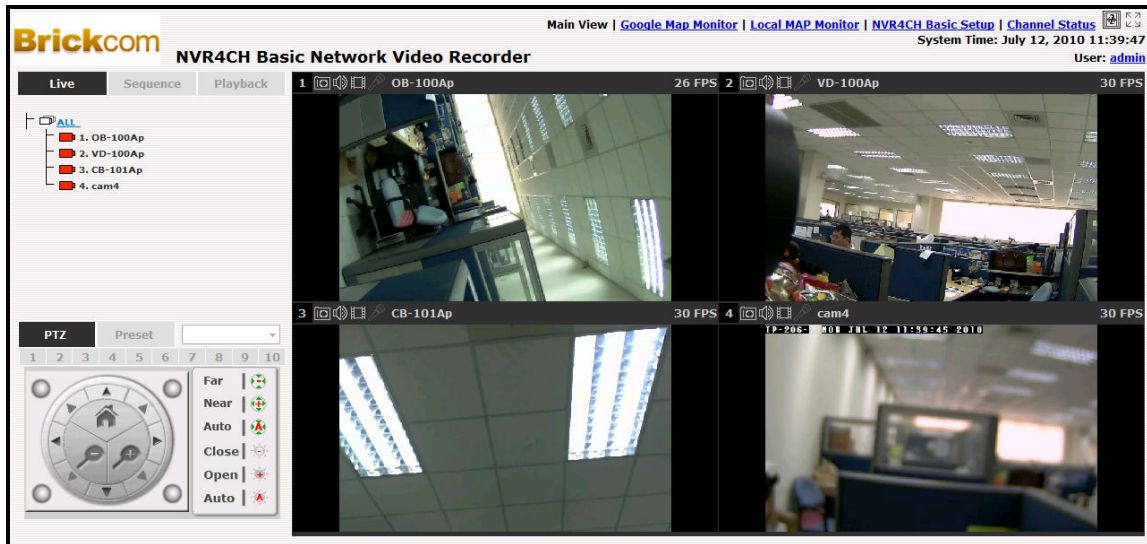 Brickcom
NVR4CH Basic Network Video Recorder
Main View | Google Map Monitor | Local MAP Monitor | NVR4CH Basic Setup | Channel Status
System Time: July 12, 2010 11:39:47
User: admin
Live Sequence Playback
ALL
1. OB-100Ap
2. VD-100Ap
3. CB-101Ap
4. cam4
1 OB-100Ap 26 FPS
2 VD-100Ap 30 FPS
3 CB-101Ap 30 FPS
4 cam4 30 FPS
TP-206- MON JUL 12 11:39:45 2010
PTZ Preset
1 2 3 4 5 6 7 8 9 10
Far
Near
Auto
Close
Open
Auto